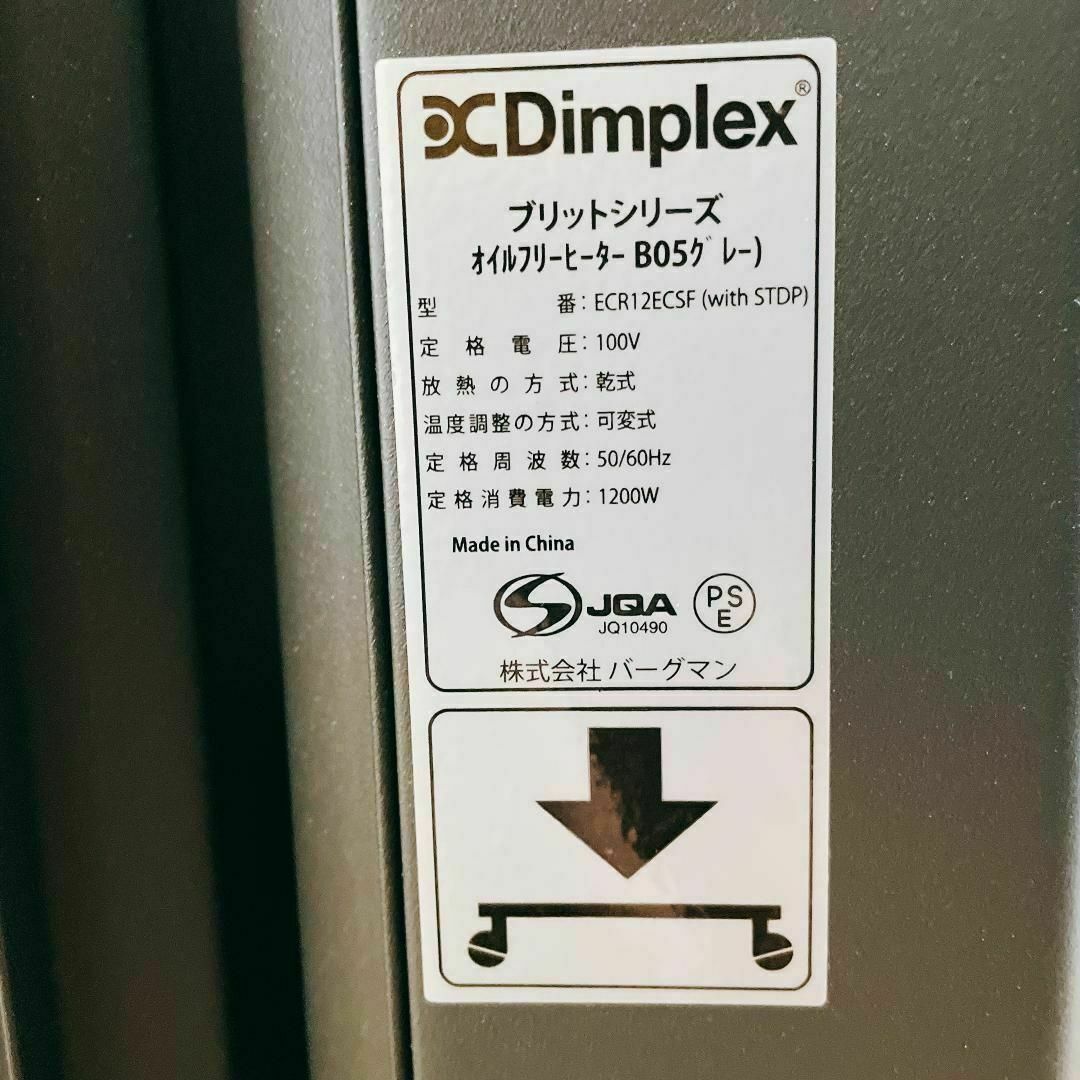 Dimplex®
ブリットシリーズ
オイルフリーヒーター B05グレー)
型 番: ECR12ECSF (with STDP)
定格電圧: 100V
放熱の方式: 乾式
温度調整の方式: 可変式
定格周波数: 50/60Hz
定格消費電力: 1200W
Made in China
JQA
JQ10490
PS
E
株式会社 バーグマン